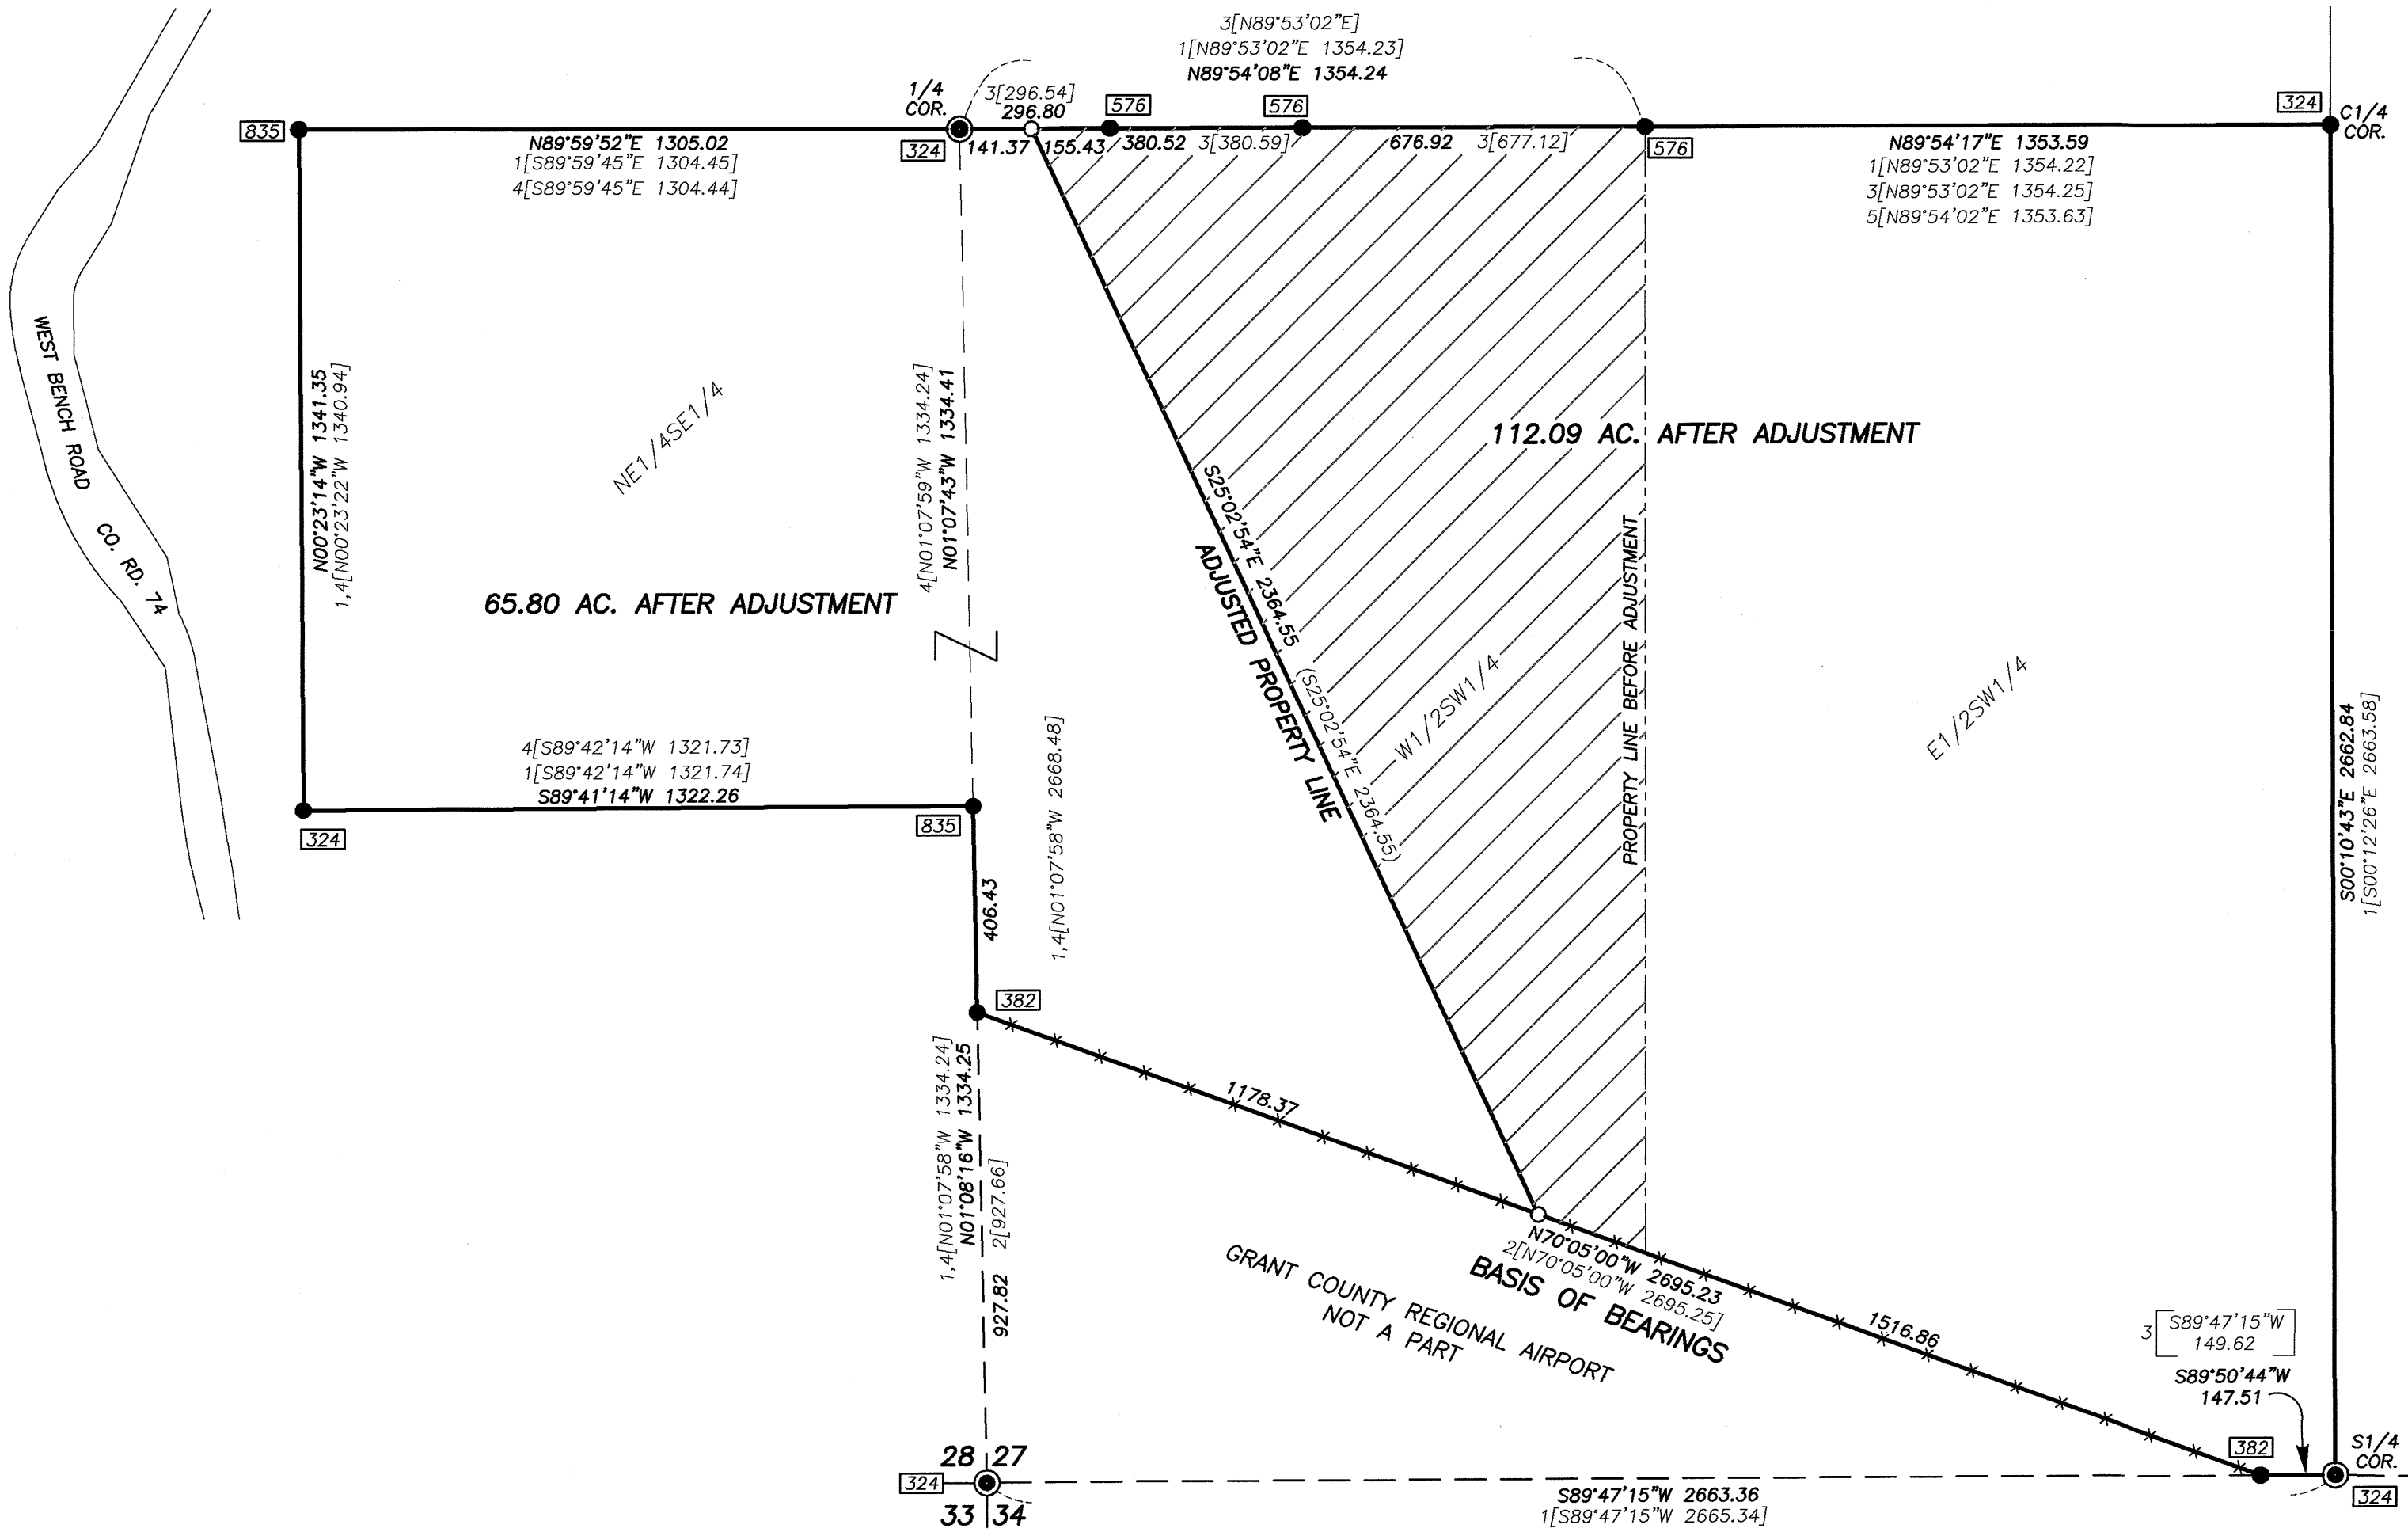 3[N89°53'02"E]
1[N89°53'02"E 1354.23]
N89°54'08"E 1354.24
1/4
COR.
3[296.54]
296.80
576
576
324
C1/4
COR.
835
N89°59'52"E 1305.02
1[S89°59'45"E 1304.45]
4[S89°59'45"E 1304.44]
324
141.37
155.43
380.52
3[380.59]
676.92
3[677.12]
576
N89°54'17"E 1353.59
1[N89°53'02"E 1354.22]
3[N89°53'02"E 1354.25]
5[N89°54'02"E 1353.63]
WEST BENCH ROAD
CO. RD. 74
N00°23'14"W 1341.35
1,4[N00°23'22"W 1340.94]
NE1/4SE1/4
4[N01°07'59"W 1334.24]
N01°07'43"W 1334.41
112.09 AC. AFTER ADJUSTMENT
65.80 AC. AFTER ADJUSTMENT
S25°02'54"E 2364.55
(S25°02'54"E 2364.55)
ADJUSTED PROPERTY LINE
W1/2SW1/4
PROPERTY LINE BEFORE ADJUSTMENT
E1/2SW1/4
S00°10'43"E 2662.84
1[S00°12'26"E 2663.58]
4[S89°42'14"W 1321.73]
1[S89°42'14"W 1321.74]
S89°41'14"W 1322.26
324
835
1,4[N01°07'58"W 2668.48]
406.43
382
1178.37
1,4[N01°07'58"W 1334.24]
N01°08'16"W 1334.25
2[927.66]
927.82
N70°05'00"W 2695.23
2[N70°05'00"W 2695.25]
BASIS OF BEARINGS
GRANT COUNTY REGIONAL AIRPORT
NOT A PART
1516.86
3[S89°47'15"W
149.62]
S89°50'44"W
147.51
382
S1/4
COR.
324
28 27
324
33 34
S89°47'15"W 2663.36
1[S89°47'15"W 2665.34]